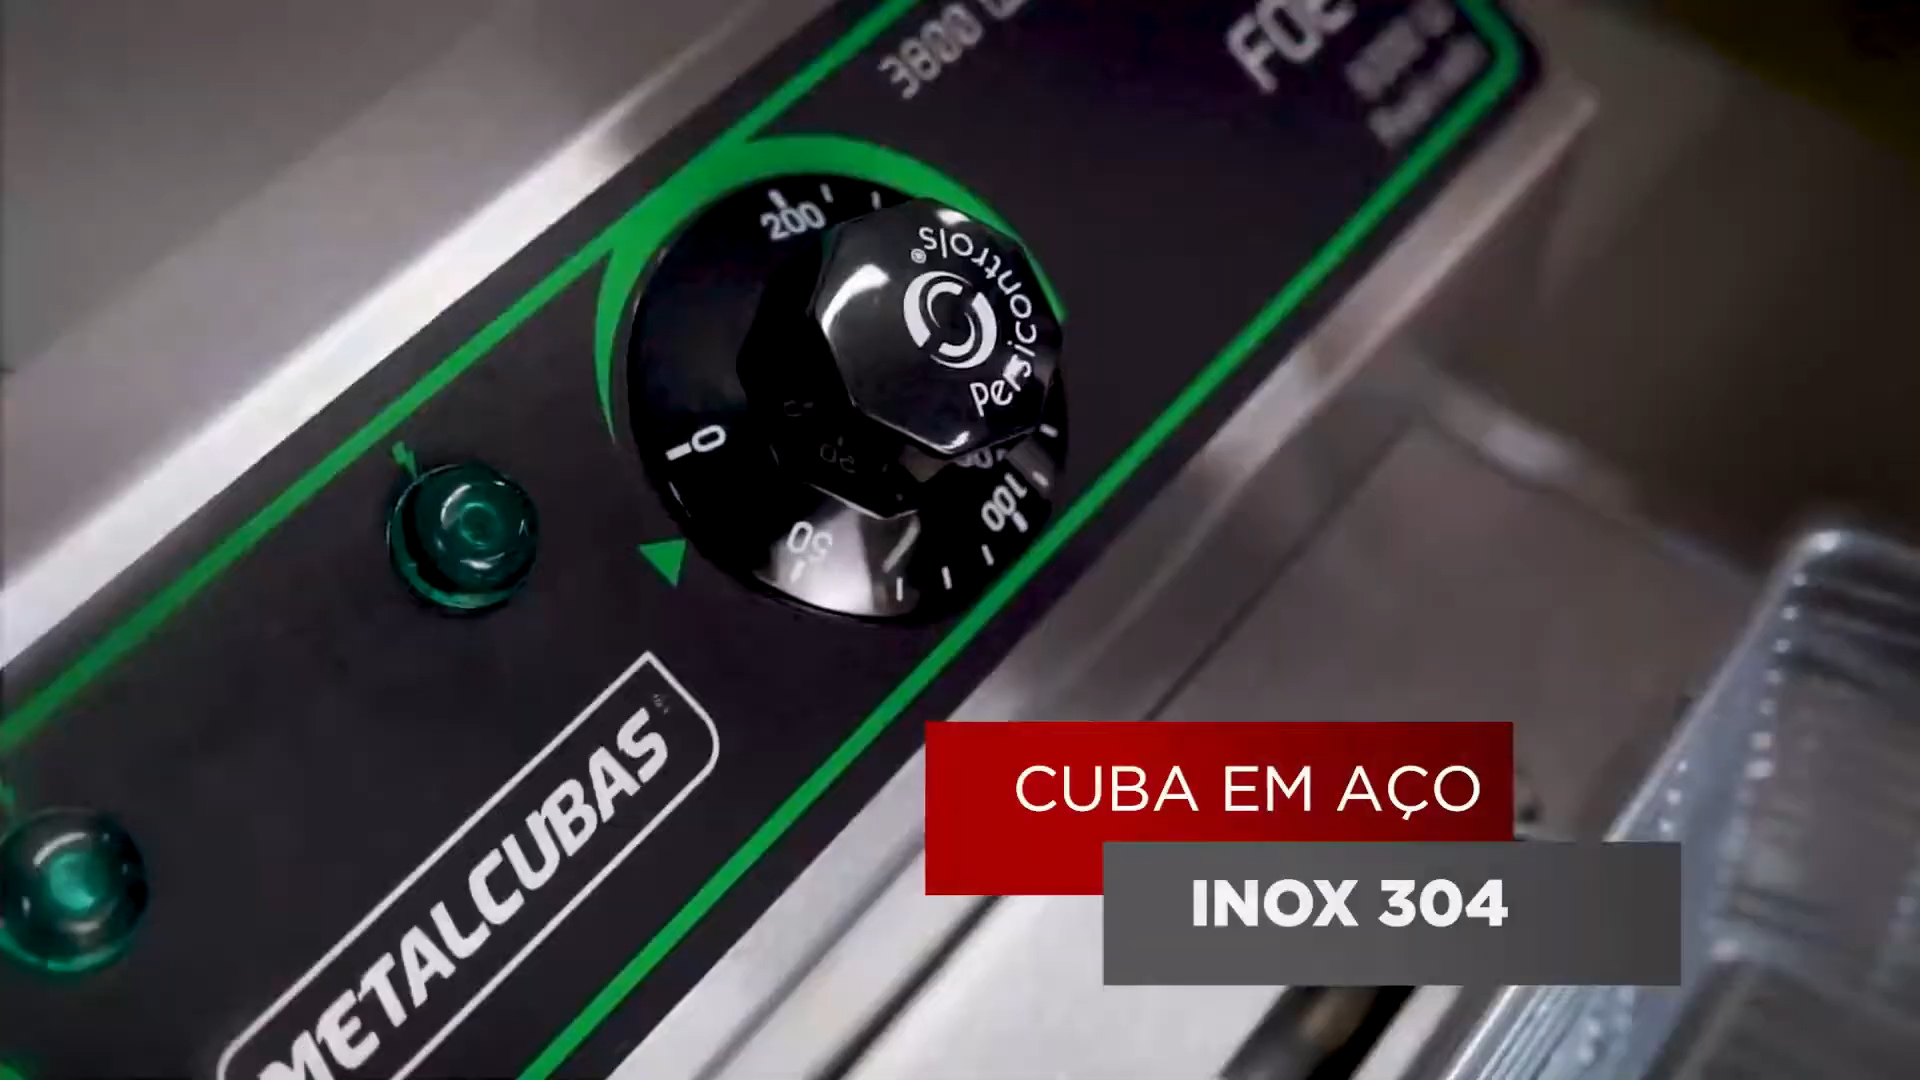 3800
200
Persicontrols®
0
50
100
METALCUBAS®
CUBA EM AÇO
INOX 304